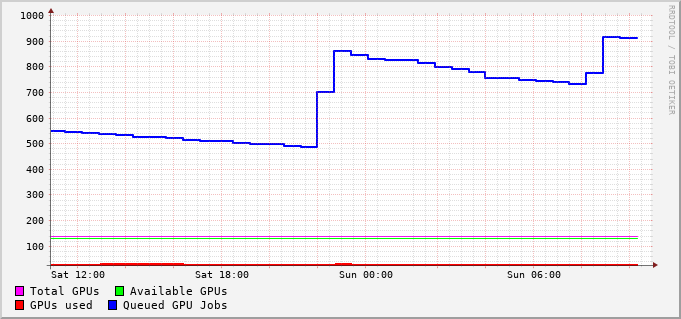 1000
900
800
700
600
500
400
300
200
100
Sat 12:00 Sat 18:00 Sun 00:00 Sun 06:00
Total GPUs Available GPUs
GPUs used Queued GPU Jobs
RRDTOOL / TOBI OETIKER